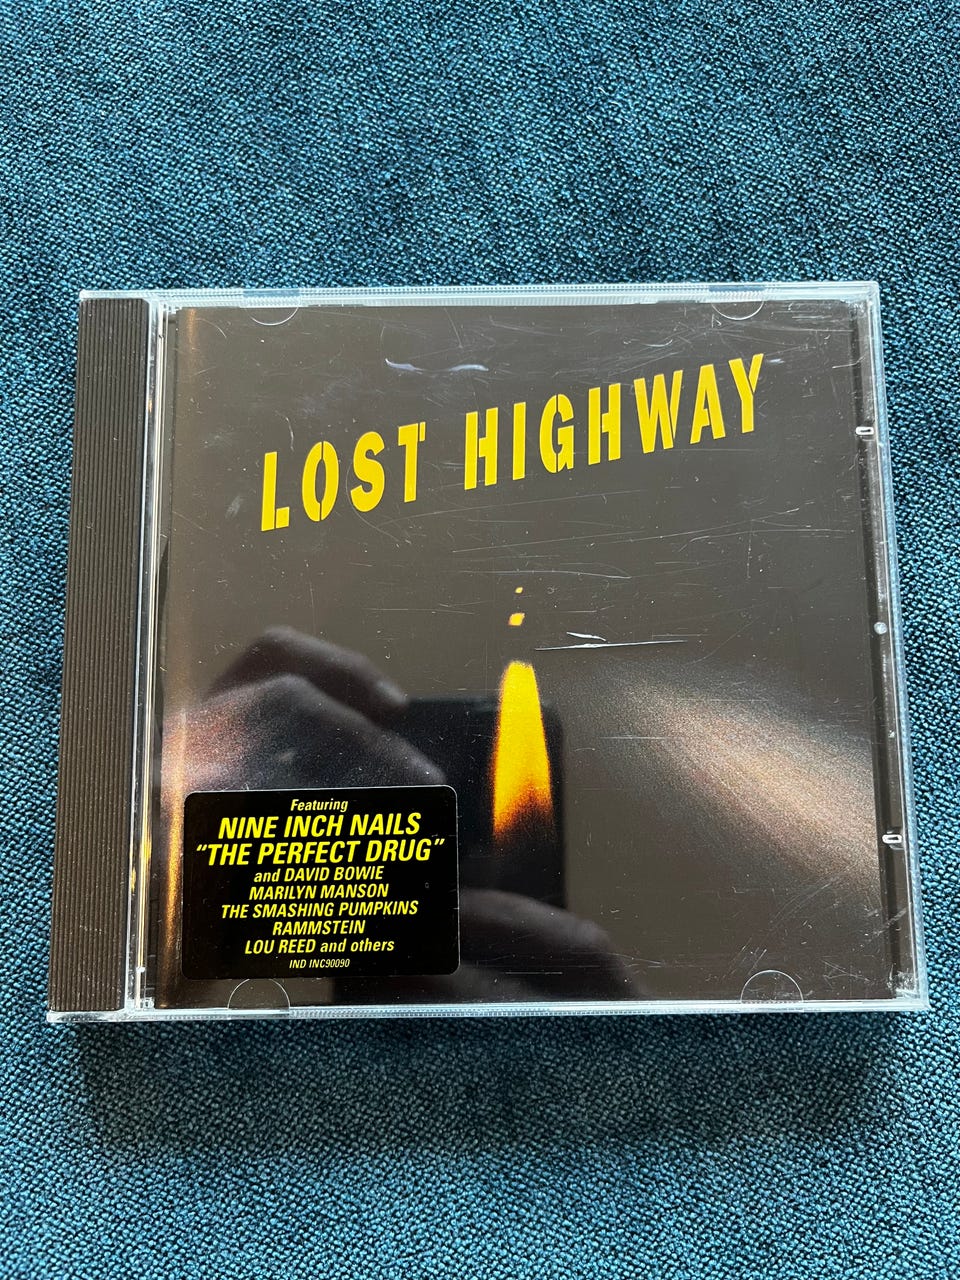 LOST HIGHWAY
Featuring
NINE INCH NAILS
“THE PERFECT DRUG”
and DAVID BOWIE
MARILYN MANSON
THE SMASHING PUMPKINS
RAMMSTEIN
LOU REED and others
IND INC90090